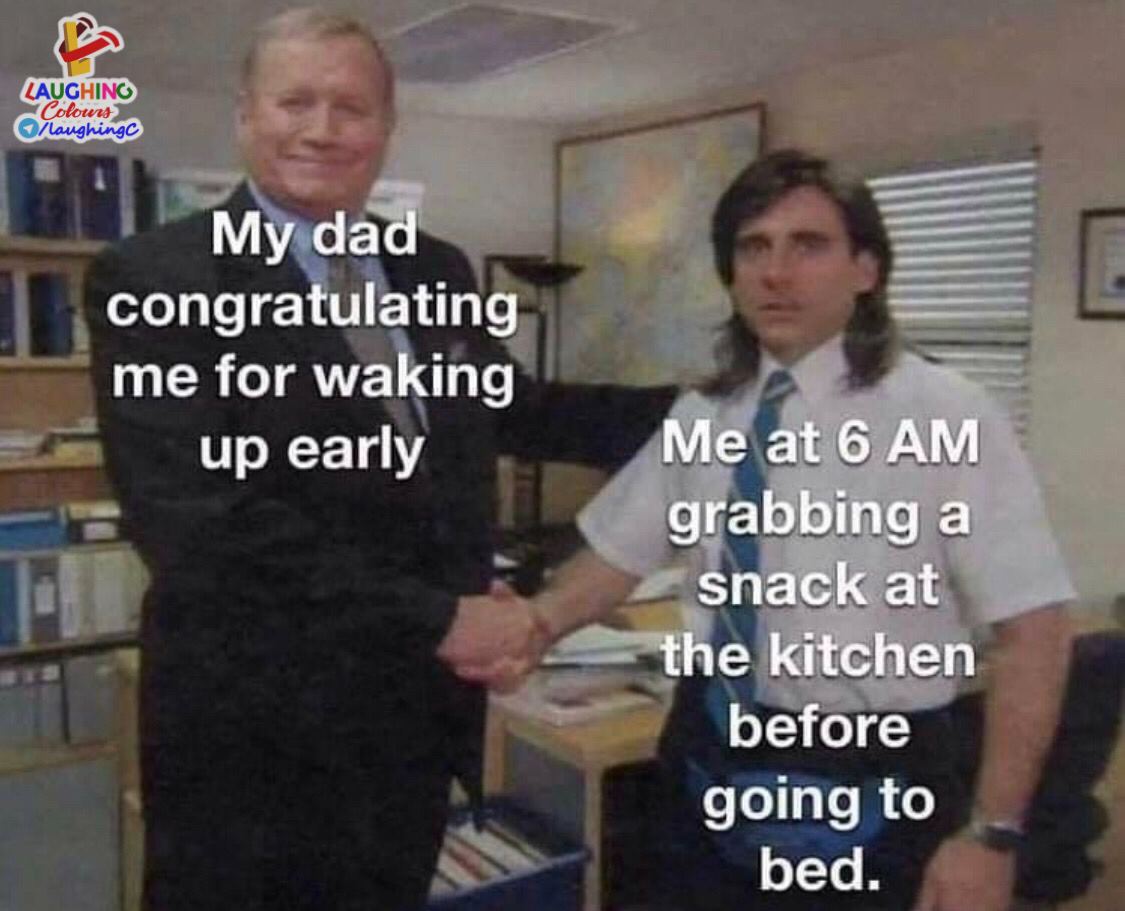 LAUGHING
Colours
/laughingC
My dad
congratulating
me for waking
up early
Me at 6 AM
grabbing a
snack at
the kitchen
before
going to
bed.